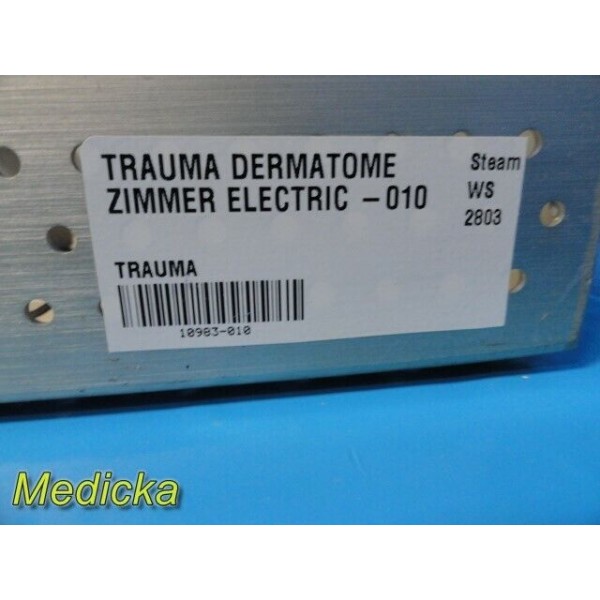 TRAUMA DERMATOME
ZIMMER ELECTRIC -010
Steam
WS
2803
TRAUMA
10983-010
Medicka